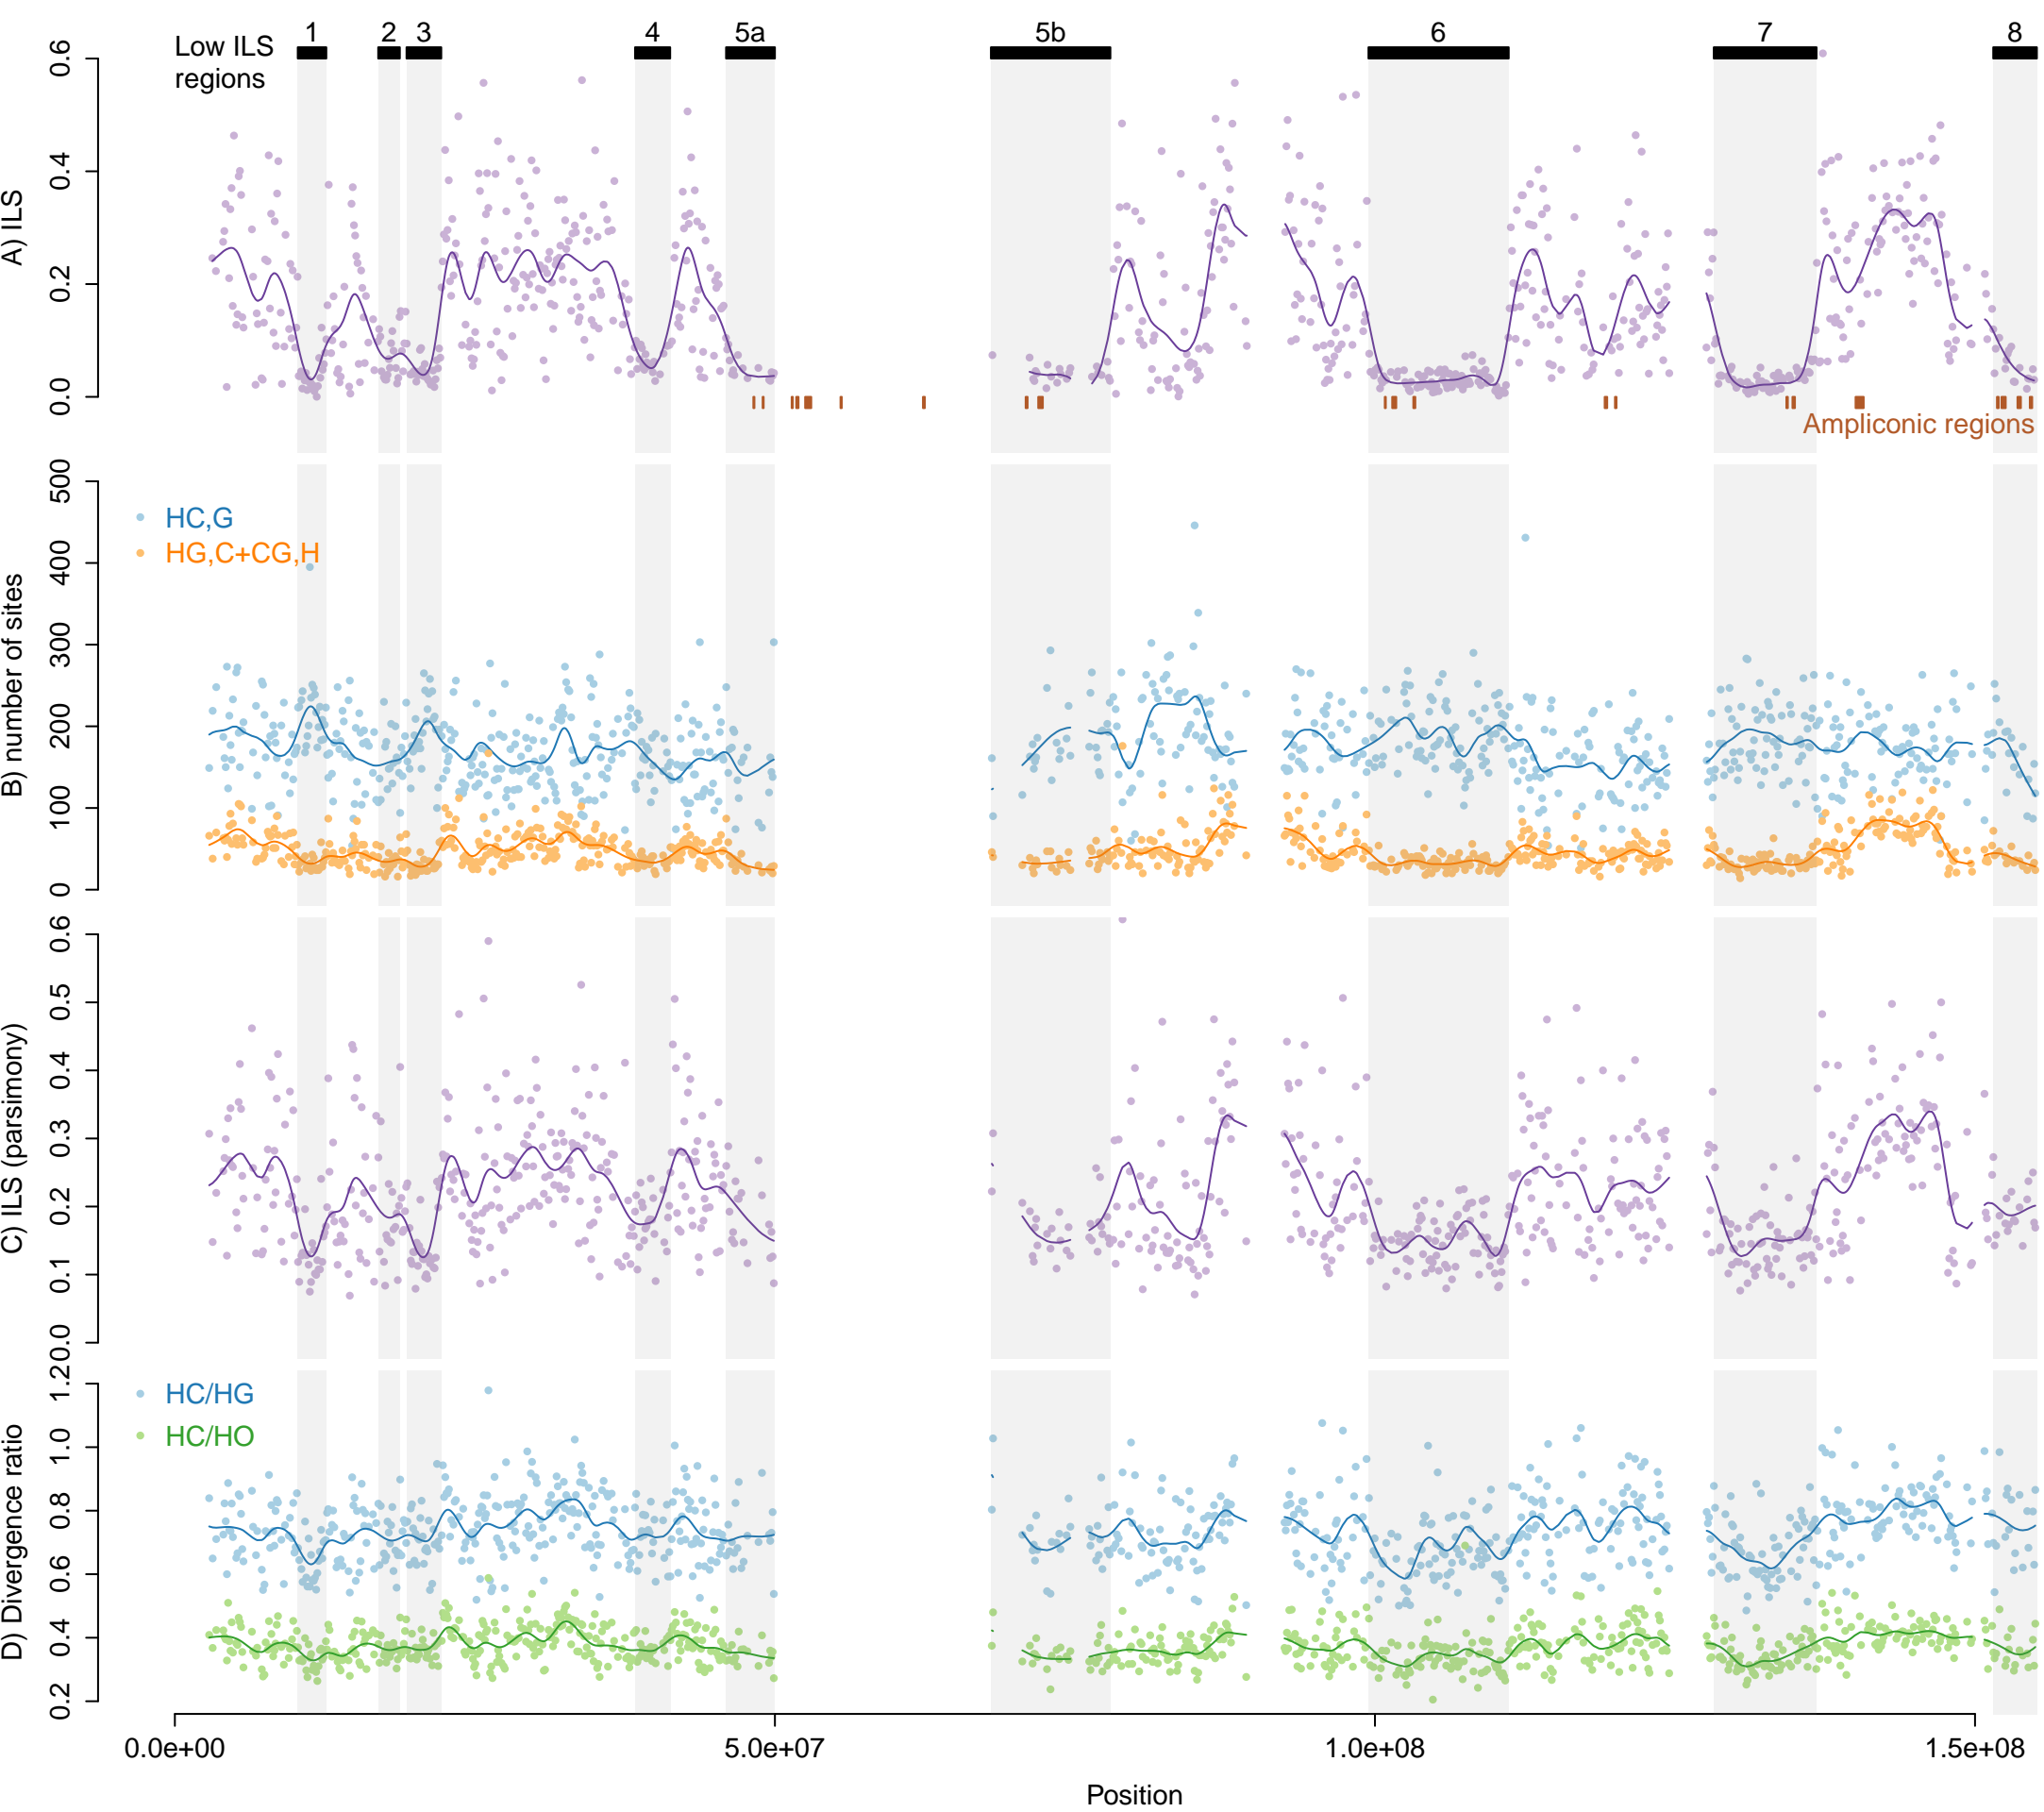 1 2 3 4 5a 5b 6 7 8
Low ILS
regions
A) ILS
0.0 0.2 0.4 0.6
Ampliconic regions
B) number of sites
0 100 200 300 400 500
HC,G
HG,C+CG,H
C) ILS (parsimony)
0.0 0.1 0.2 0.3 0.4 0.5 0.6
D) Divergence ratio
0.2 0.4 0.6 0.8 1.0 1.2
HC/HG
HC/HO
0.0e+00 5.0e+07 1.0e+08 1.5e+08
Position